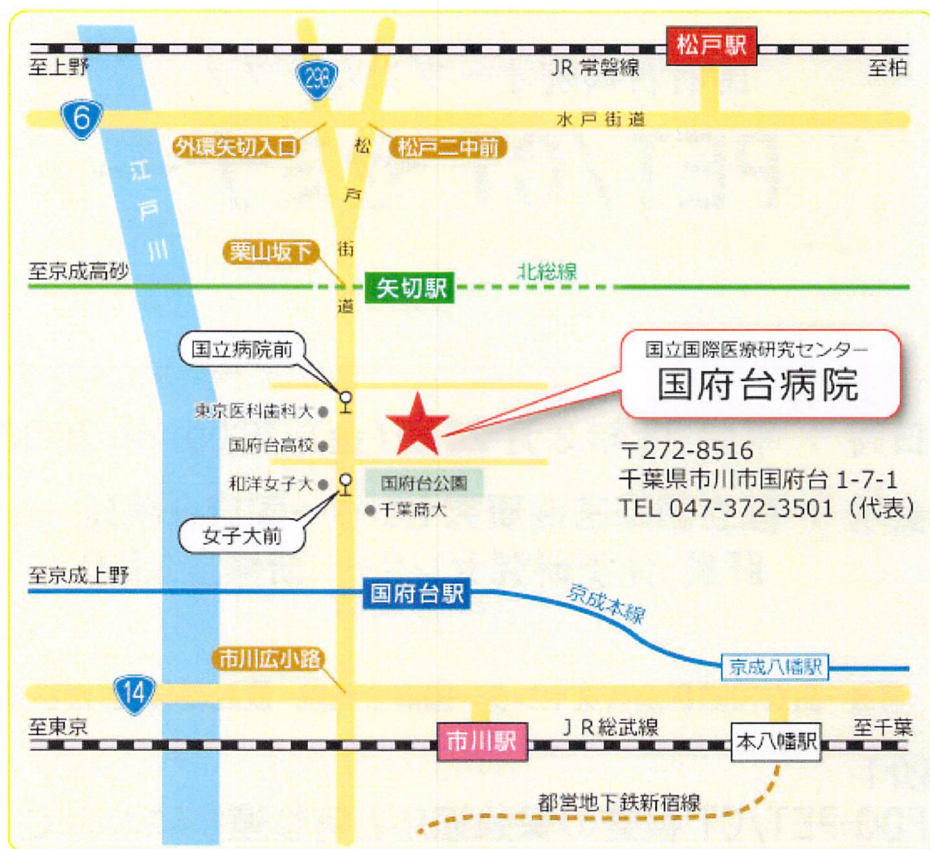 松戸駅
至上野
JR 常磐線
至柏
298
6
水戸街道
外環矢切入口
松戸二中前
江戸川
松戸街道
栗山坂下
至京成高砂
矢切駅
北総線
国立病院前
国立国際医療研究センター
国府台病院
東京医科歯科大
国府台高校
和洋女子大
国府台公園
千葉商大
女子大前
〒272-8516
千葉県市川市国府台 1-7-1
TEL 047-372-3501（代表）
至京成上野
国府台駅
京成本線
京成八幡駅
市川広小路
14
至東京
市川駅
ＪＲ総武線
本八幡駅
至千葉
都営地下鉄新宿線